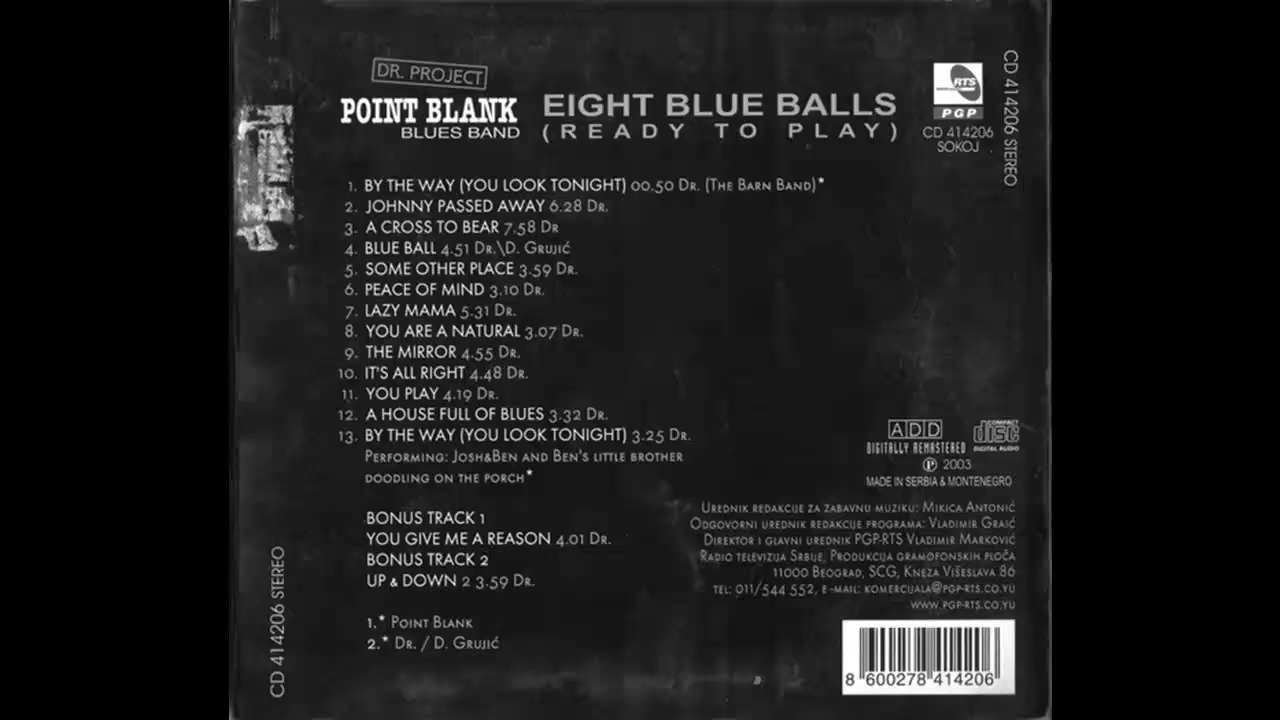 DR. PROJECT
POINT BLANK
BLUES BAND
EIGHT BLUE BALLS
(READY TO PLAY)
RTS
PGP
CD 414206
SOKOJ
CD 414206 STEREO
1. BY THE WAY (YOU LOOK TONIGHT) 00.50 Dr. (The Barn Band)*
2. JOHNNY PASSED AWAY 6.28 Dr.
3. A CROSS TO BEAR 7.58 Dr
4. BLUE BALL 4.51 Dr.\D. Grujić
5. SOME OTHER PLACE 3.59 Dr.
6. PEACE OF MIND 3.10 Dr.
7. LAZY MAMA 5.31 Dr.
8. YOU ARE A NATURAL 3.07 Dr.
9. THE MIRROR 4.55 Dr.
10. IT'S ALL RIGHT 4.48 Dr.
11. YOU PLAY 4.19 Dr.
12. A HOUSE FULL OF BLUES 3.32 Dr.
13. BY THE WAY (YOU LOOK TONIGHT) 3.25 Dr.
Performing: Josh&Ben and Ben's little brother
doodling on the porch*
BONUS TRACK 1
YOU GIVE ME A REASON 4.01 Dr.
BONUS TRACK 2
UP & DOWN 2 3.59 Dr.
1.* Point Blank
2.* Dr. / D. Grujić
CD 414206 STEREO
ADD
DIGITALLY REMASTERED
COMPACT
disc
DIGITAL AUDIO
℗ 2003
MADE IN SERBIA & MONTENEGRO
Urednik redakcije za zabavnu muziku: Mikica Antonić
Odgovorni urednik redakcije programa: Vladimir Graić
Direktor i glavni urednik PGP-RTS Vladimir Marković
Radio televizija Srbije, Produkcija gramofonskih ploča
11000 Beograd, SCG, Kneza Višeslava 86
tel: 011/544 552, e-mail: komercijala@pgp-rts.co.yu
www.pgp-rts.co.yu
8 600278 414206